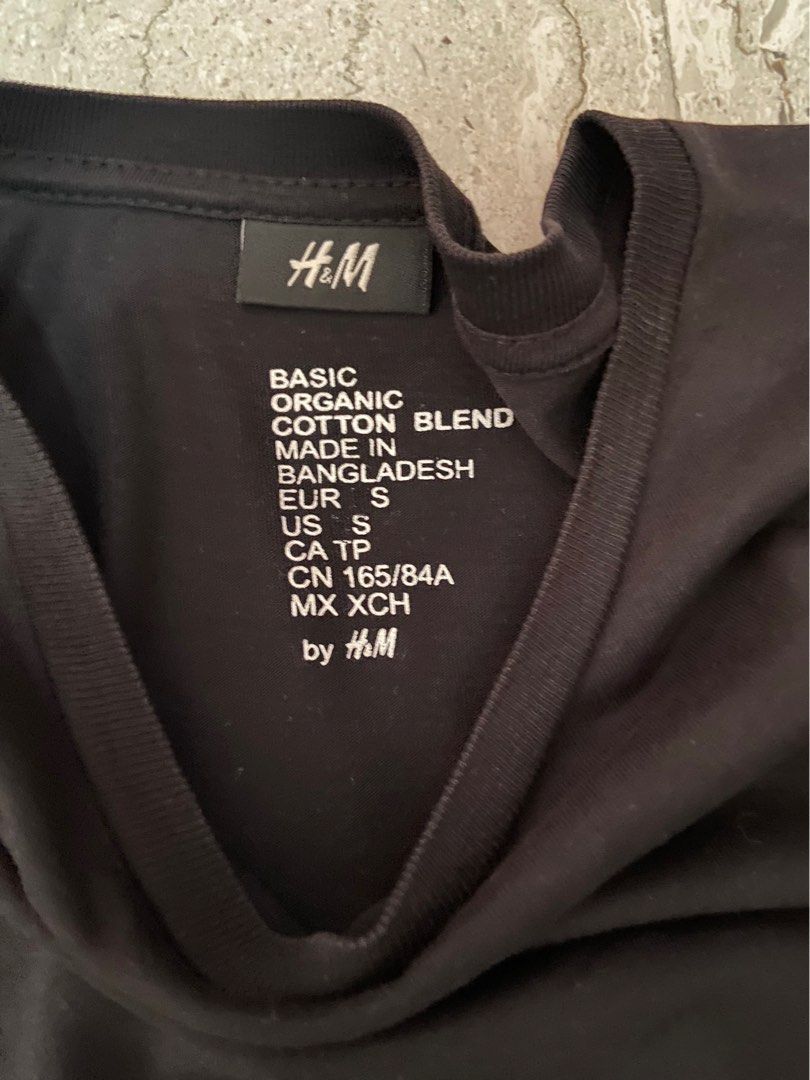 H&M
BASIC
ORGANIC
COTTON BLEND
MADE IN
BANGLADESH
EUR S
US S
CA TP
CN 165/84A
MX XCH
by H&M